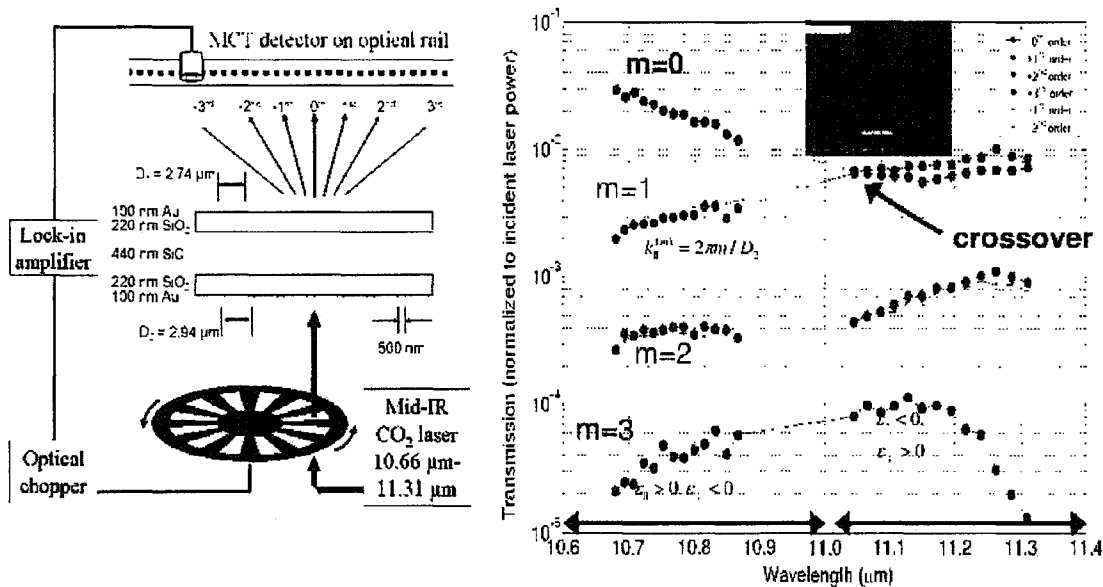 MCT detector on optical rail
-3rd -2nd -1st 0th 1st 2nd 3rd
= 2.74 μm
100 nm Au
220 nm SiO2
440 nm SiC
220 nm SiO2
100 nm Au
= 2.94 μm
500 nm
Lock-in
amplifier
Optical
chopper
Mid-IR
CO2 laser
10.66 μm-
11.31 μm
Transmission (normalized to incident laser power)
10-1
10-2
10-3
10-4
10-5
m=0
m=1
m=2
m=3
0th order
+1st order
+2nd order
+3rd order
-1st order
2nd order
crossover
= 2πm / D2
< 0
> 0
ε|| > 0, < 0
10.6 10.7 10.8 10.9 11.0 11.1 11.2 11.3 11.4
Wavelength (μm)